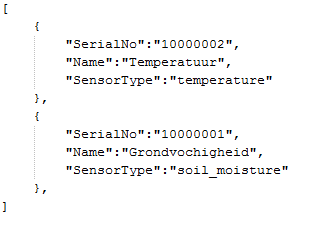 [
{
"SerialNo":"10000002",
"Name":"Temperatuur",
"SensorType":"temperature"
},
{
"SerialNo":"10000001",
"Name":"Grondvochigheid",
"SensorType":"soil_moisture"
},
]